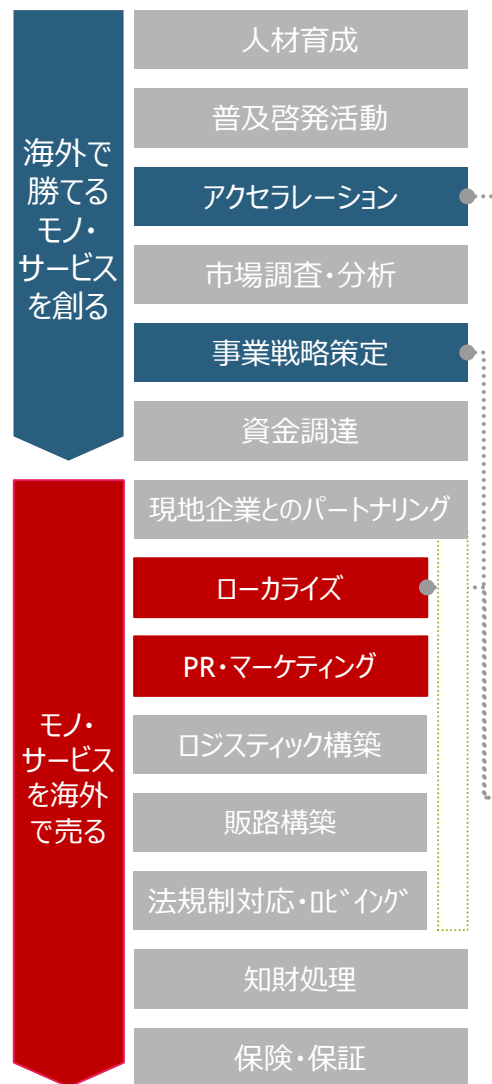 海外で
勝てる
モノ・
サービス
を創る
人材育成
普及啓発活動
アクセラレーション
市場調査・分析
事業戦略策定
資金調達
モノ・
サービス
を海外
で売る
現地企業とのパートナリング
ローカライズ
PR・マーケティング
ロジスティック構築
販路構築
法規制対応・ロビイング
知財処理
保険・保証